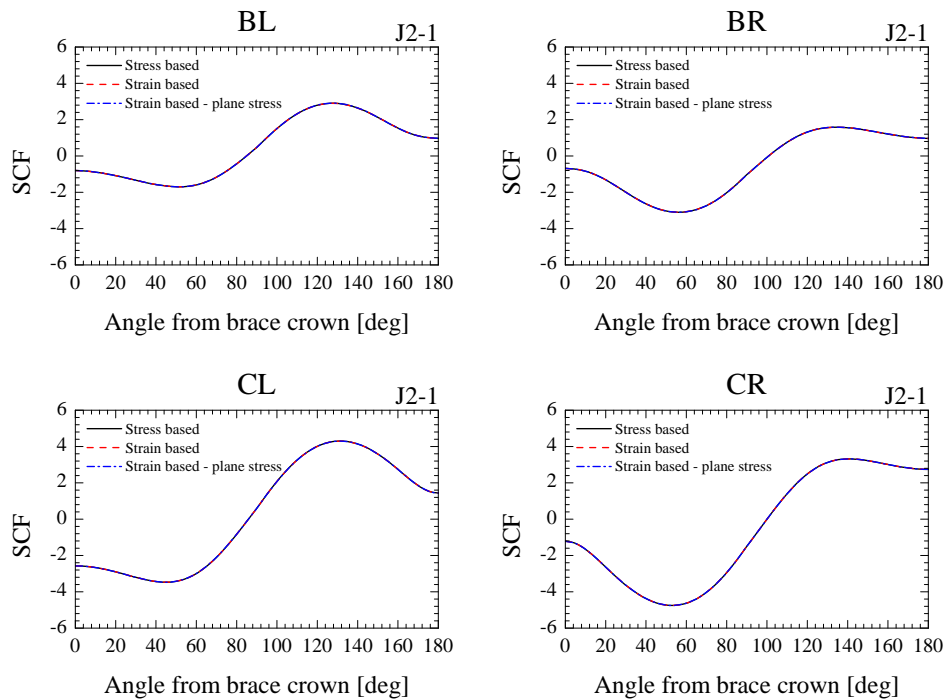 BL
J2-1
6
4
2
0
-2
-4
-6
SCF
Stress based
Strain based
Strain based - plane stress
0 20 40 60 80 100 120 140 160 180
Angle from brace crown [deg]
BR
J2-1
6
4
2
0
-2
-4
-6
SCF
Stress based
Strain based
Strain based - plane stress
0 20 40 60 80 100 120 140 160 180
Angle from brace crown [deg]
CL
J2-1
6
4
2
0
-2
-4
-6
SCF
Stress based
Strain based
Strain based - plane stress
0 20 40 60 80 100 120 140 160 180
Angle from brace crown [deg]
CR
J2-1
6
4
2
0
-2
-4
-6
SCF
Stress based
Strain based
Strain based - plane stress
0 20 40 60 80 100 120 140 160 180
Angle from brace crown [deg]